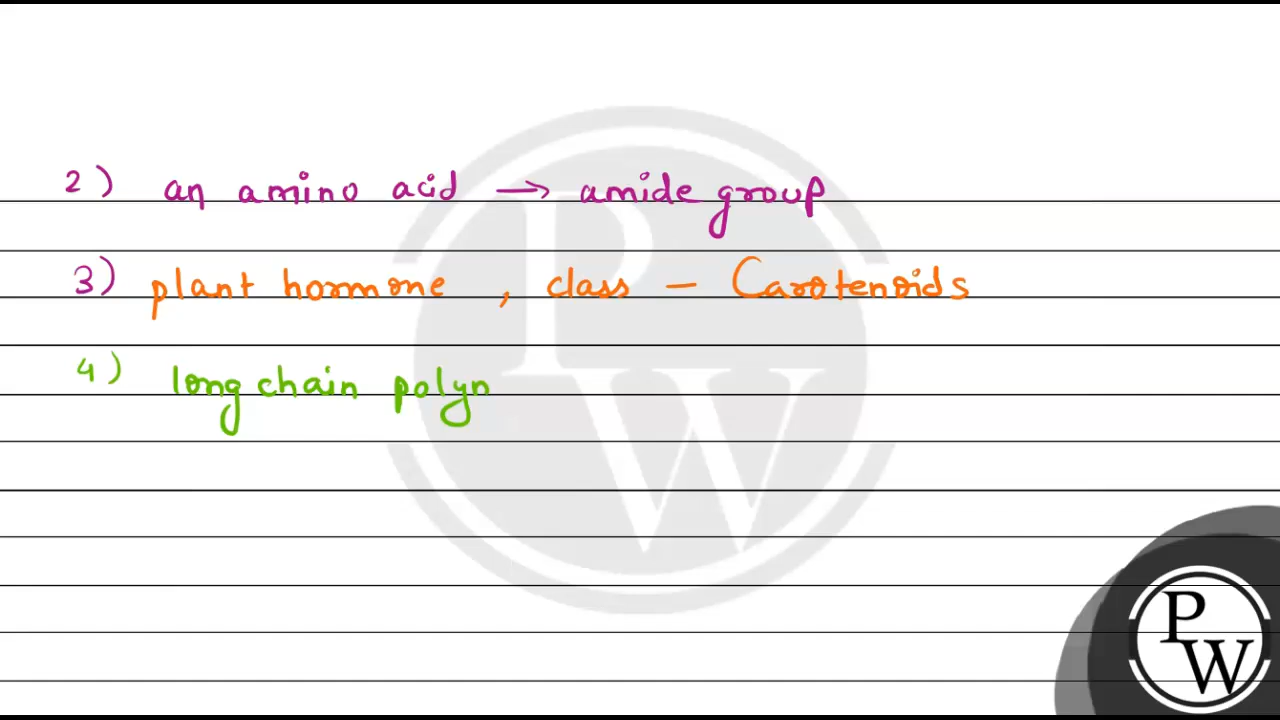 2) an amino acid → amide group
3) plant hormone , class - Carotenoids
4) long chain polyn
P
W
P
W